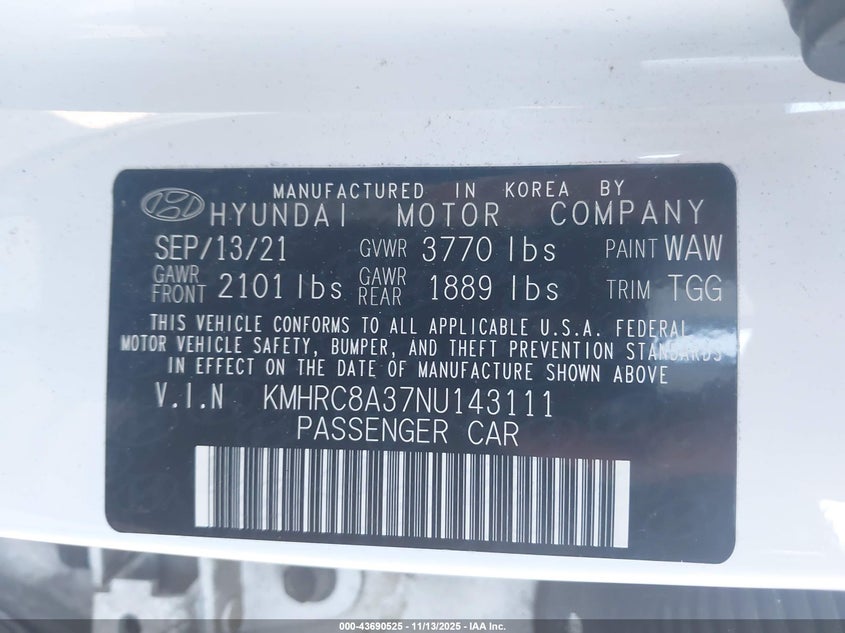 MANUFACTURED IN KOREA BY
HYUNDAI MOTOR COMPANY
SEP/13/21 GVWR 3770 lbs PAINT WAW
GAWR FRONT 2101 lbs GAWR REAR 1889 lbs TRIM TGG
THIS VEHICLE CONFORMS TO ALL APPLICABLE U.S.A. FEDERAL
MOTOR VEHICLE SAFETY, BUMPER, AND THEFT PREVENTION STANDARDS
IN EFFECT ON THE DATE OF MANUFACTURE SHOWN ABOVE
V.I.N KMHRC8A37NU143111
PASSENGER CAR
000-43690525 - 11/13/2025 - IAA Inc.